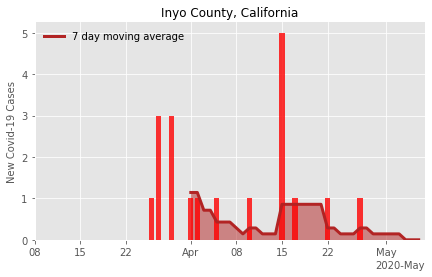 Inyo County, California
7 day moving average
New Covid-19 Cases
5
4
3
2
1
0
08 15 22 Apr 08 15 22 May
2020-May